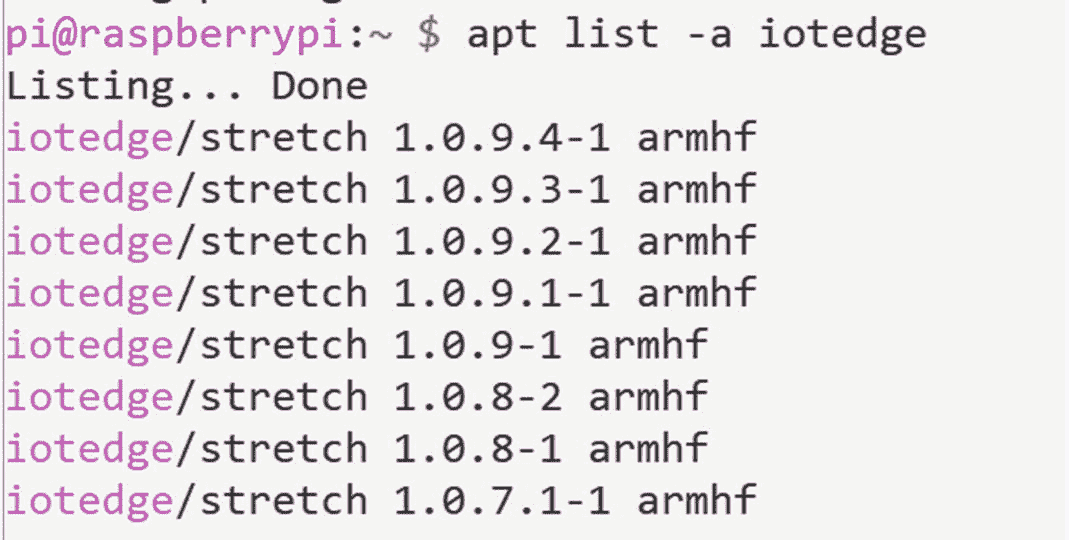 pi@raspberrypi:~ $ apt list -a iotedge
Listing... Done
iotedge/stretch 1.0.9.4-1 armhf
iotedge/stretch 1.0.9.3-1 armhf
iotedge/stretch 1.0.9.2-1 armhf
iotedge/stretch 1.0.9.1-1 armhf
iotedge/stretch 1.0.9-1 armhf
iotedge/stretch 1.0.8-2 armhf
iotedge/stretch 1.0.8-1 armhf
iotedge/stretch 1.0.7.1-1 armhf